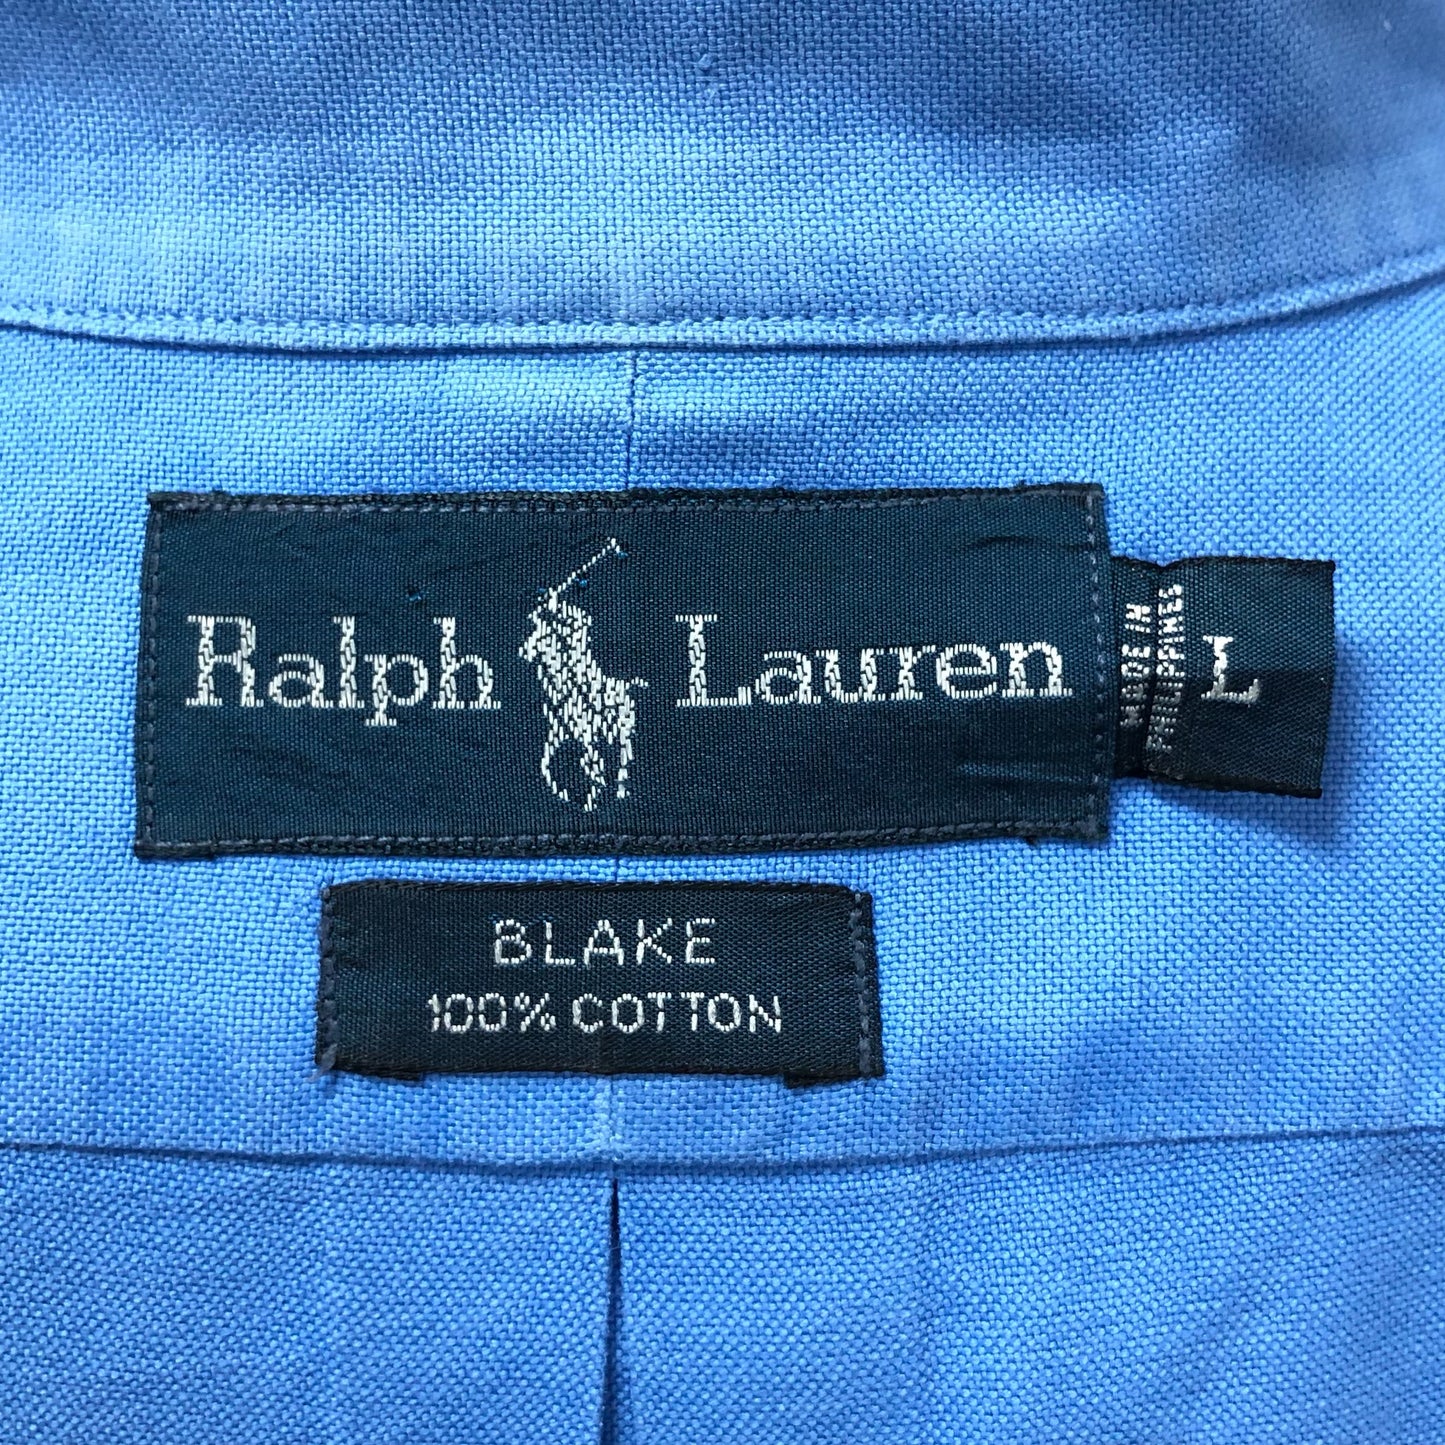 Ralph Lauren
MADE IN
PHILIPPINES
L
BLAKE
100% COTTON